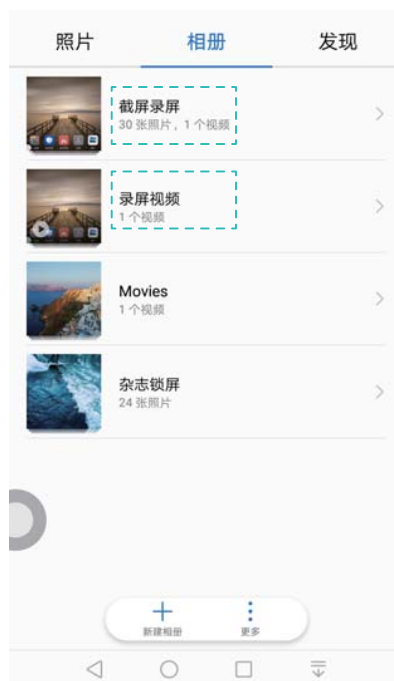 照片 相册 发现
截屏录屏
30 张照片，1 个视频
录屏视频
1 个视频
Movies
1 个视频
杂志锁屏
24 张照片
新建相册 更多